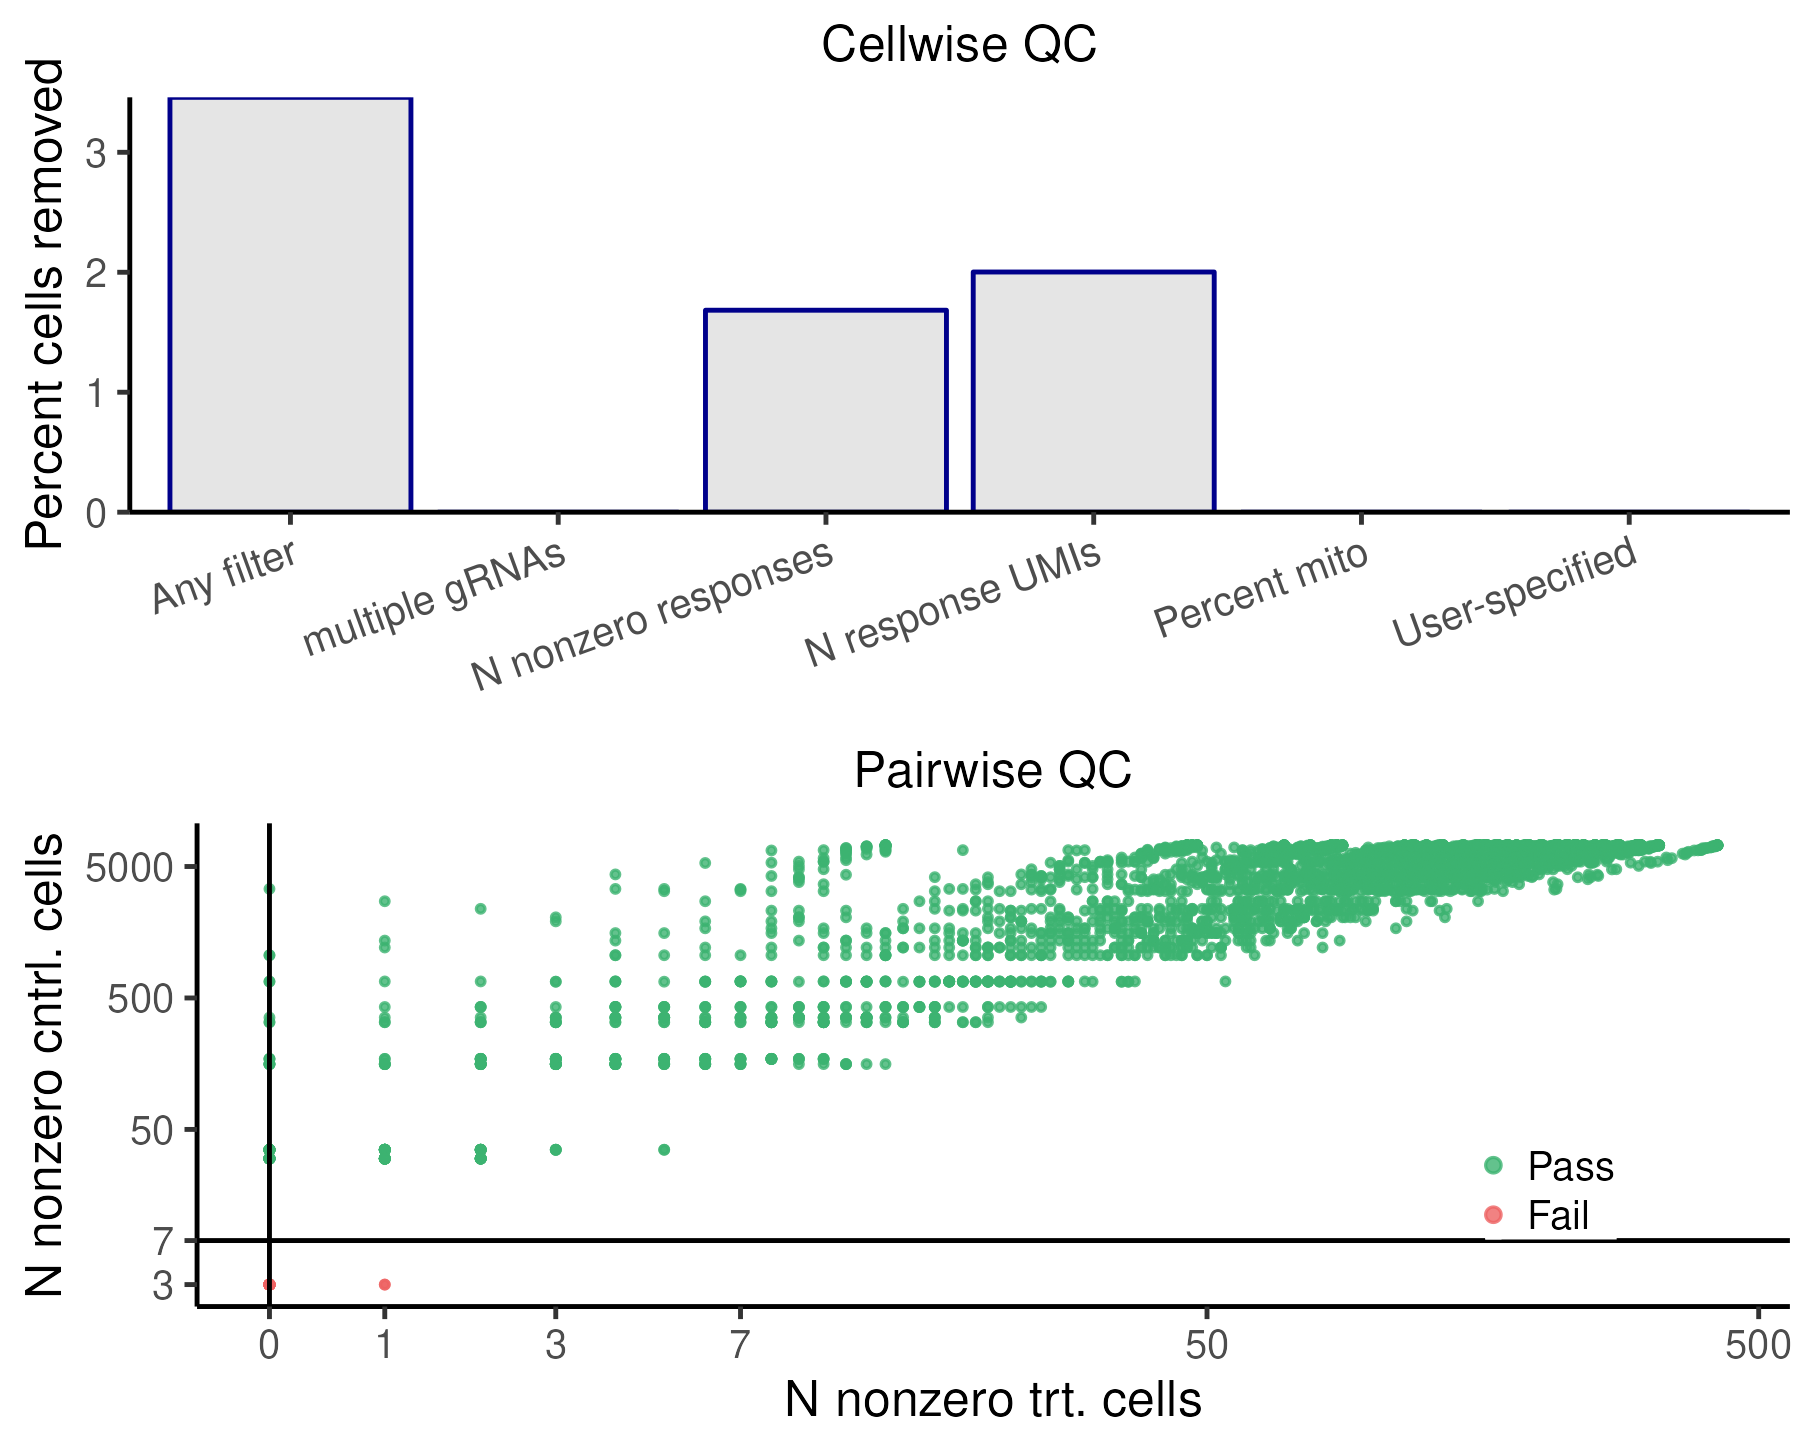 Cellwise QC
Percent cells removed
3
2
1
0
Any filter
multiple gRNAs
N nonzero responses
N response UMIs
Percent mito
User-specified
Pairwise QC
N nonzero cntrl. cells
5000
500
50
7
3
Pass
Fail
0 1 3 7 50 500
N nonzero trt. cells